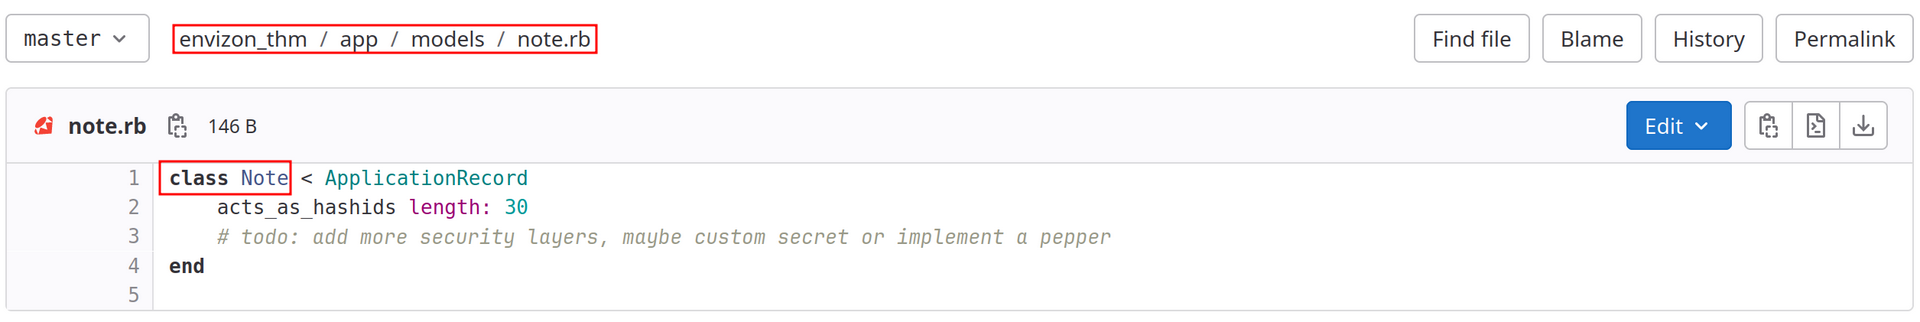 master envizon_thm / app / models / note.rb Find file Blame History Permalink
note.rb 146 B Edit
1 class Note < ApplicationRecord
2 acts_as_hashids length: 30
3 # todo: add more security layers, maybe custom secret or implement a pepper
4 end
5